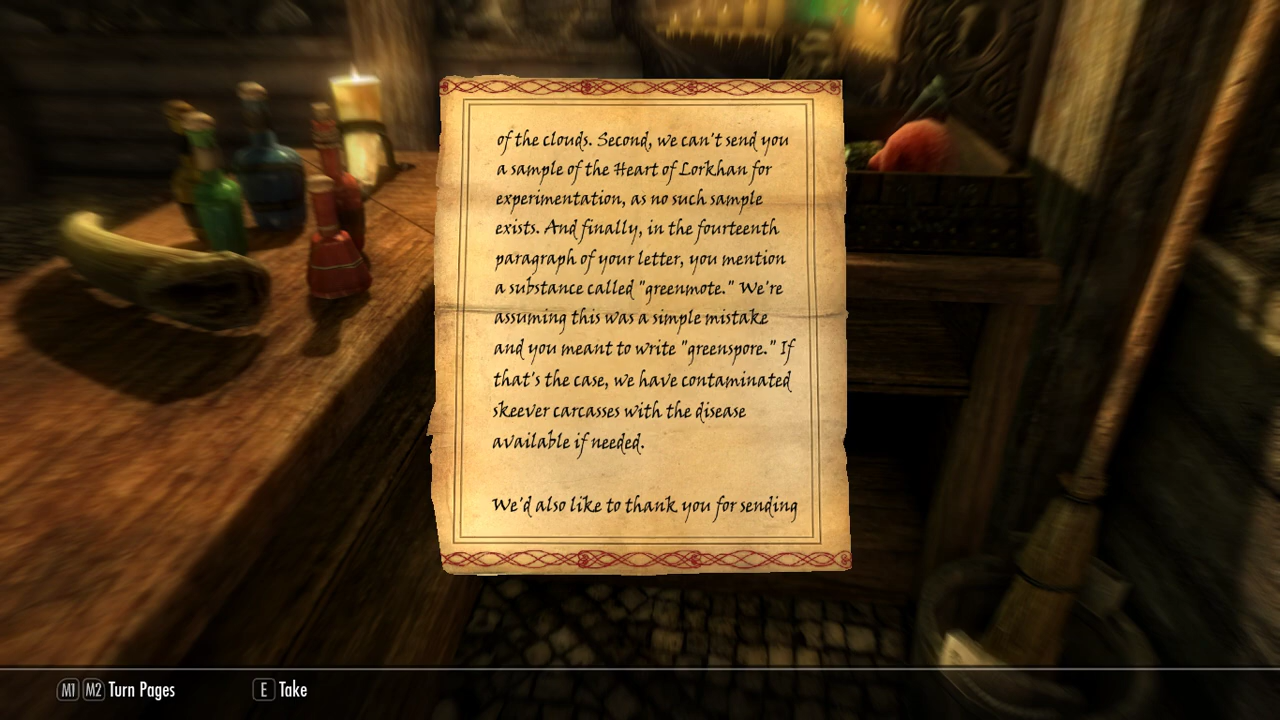 of the clouds. Second, we can't send you
a sample of the Heart of Lorkhan for
experimentation, as no such sample
exists. And finally, in the fourteenth
paragraph of your letter, you mention
a substance called "greenmote." We're
assuming this was a simple mistake
and you meant to write "greenspore." If
that's the case, we have contaminated
skeever carcasses with the disease
available if needed.
We'd also like to thank you for sending
M1 M2 Turn Pages
E Take